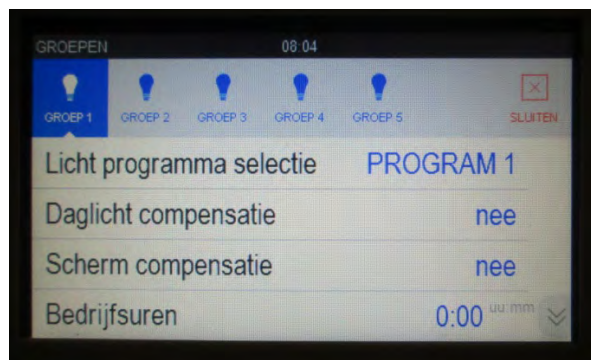 GROEPEN 08:04
GROEP 1 GROEP 2 GROEP 3 GROEP 4 GROEP 5 SLUITEN
Licht programma selectie PROGRAM 1
Daglicht compensatie nee
Scherm compensatie nee
Bedrijfsuren 0:00 uu:mm